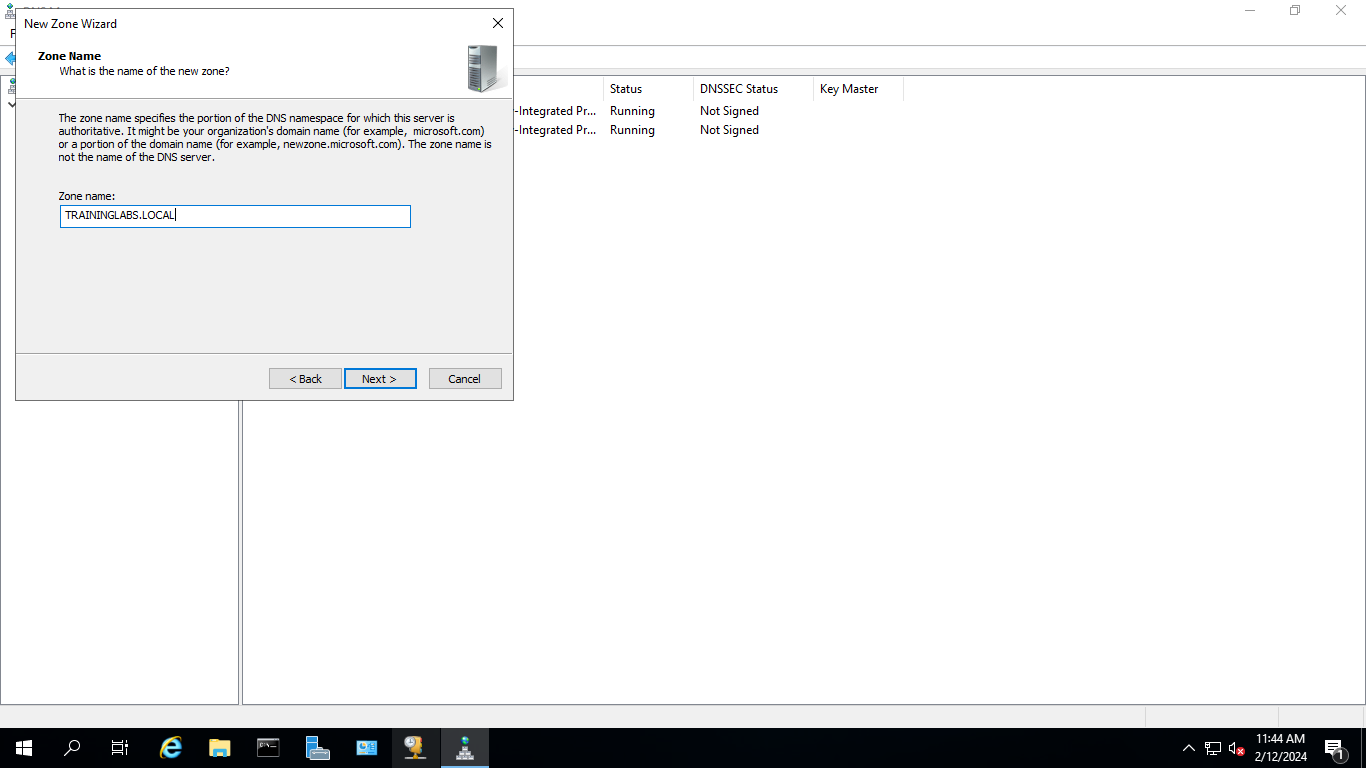 New Zone Wizard
Zone Name
What is the name of the new zone?
The zone name specifies the portion of the DNS namespace for which this server is
authoritative. It might be your organization's domain name (for example, microsoft.com)
or a portion of the domain name (for example, newzone.microsoft.com). The zone name is
not the name of the DNS server.
Zone name:
TRAININGLABS.LOCAL
< Back Next > Cancel
Status DNSSEC Status Key Master
-Integrated Pr... Running Not Signed
-Integrated Pr... Running Not Signed
11:44 AM
2/12/2024
1